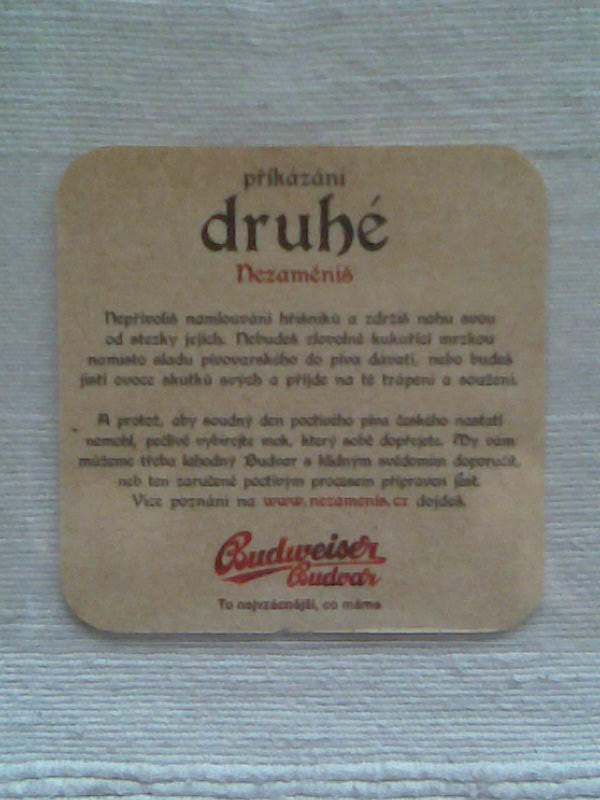 příkázání
druhé
Nezaměníš
Nepřivolíš namlouvání hříšníků a zdržíš nohu svou
od stezky jejich. Nebudeš zlovolně kukuřici mrzkou
namísto sladu pivovarského do piva dávati, nebo budeš
jísti ovoce skutků svých a přijde na tě trápení a soužení.
A protož, aby soudný den poctivého piva českého nastati
nemohl, pečlivě vybírejte mok, který sobě dopřejete. My vám
můžeme třeba lahodný Budvar s klidným svědomím doporučit,
neb ten zaručeně poctivým procesem připraven jest.
Více poznání na www.nezamenis.cz dojdeš.
Budweiser
Budvar
To nejvzácnější, co máme